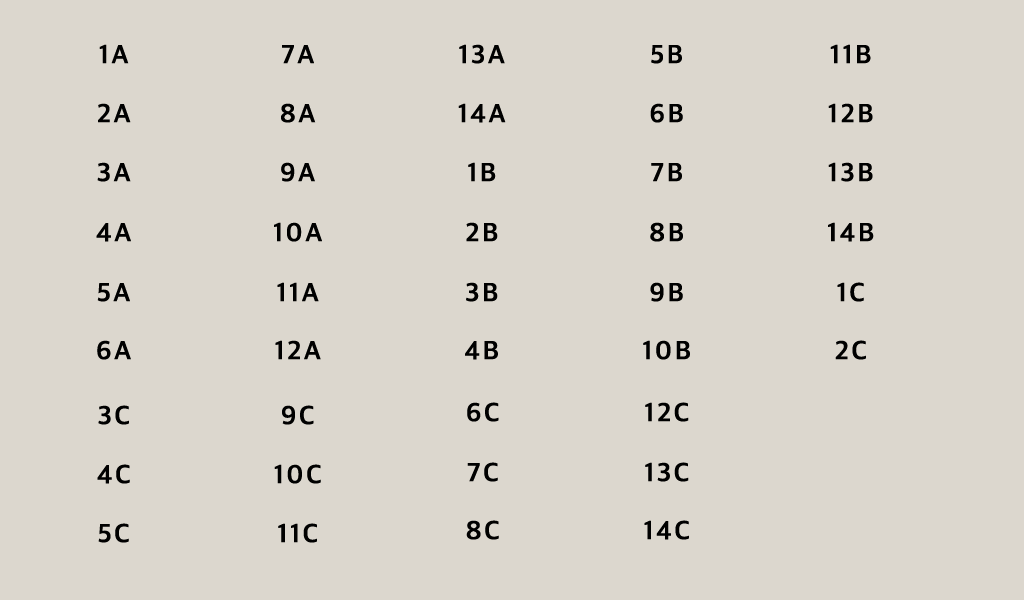 1A 7A 13A 5B 11B
2A 8A 14A 6B 12B
3A 9A 1B 7B 13B
4A 10A 2B 8B 14B
5A 11A 3B 9B 1C
6A 12A 4B 10B 2C
3C 9C 6C 12C
4C 10C 7C 13C
5C 11C 8C 14C